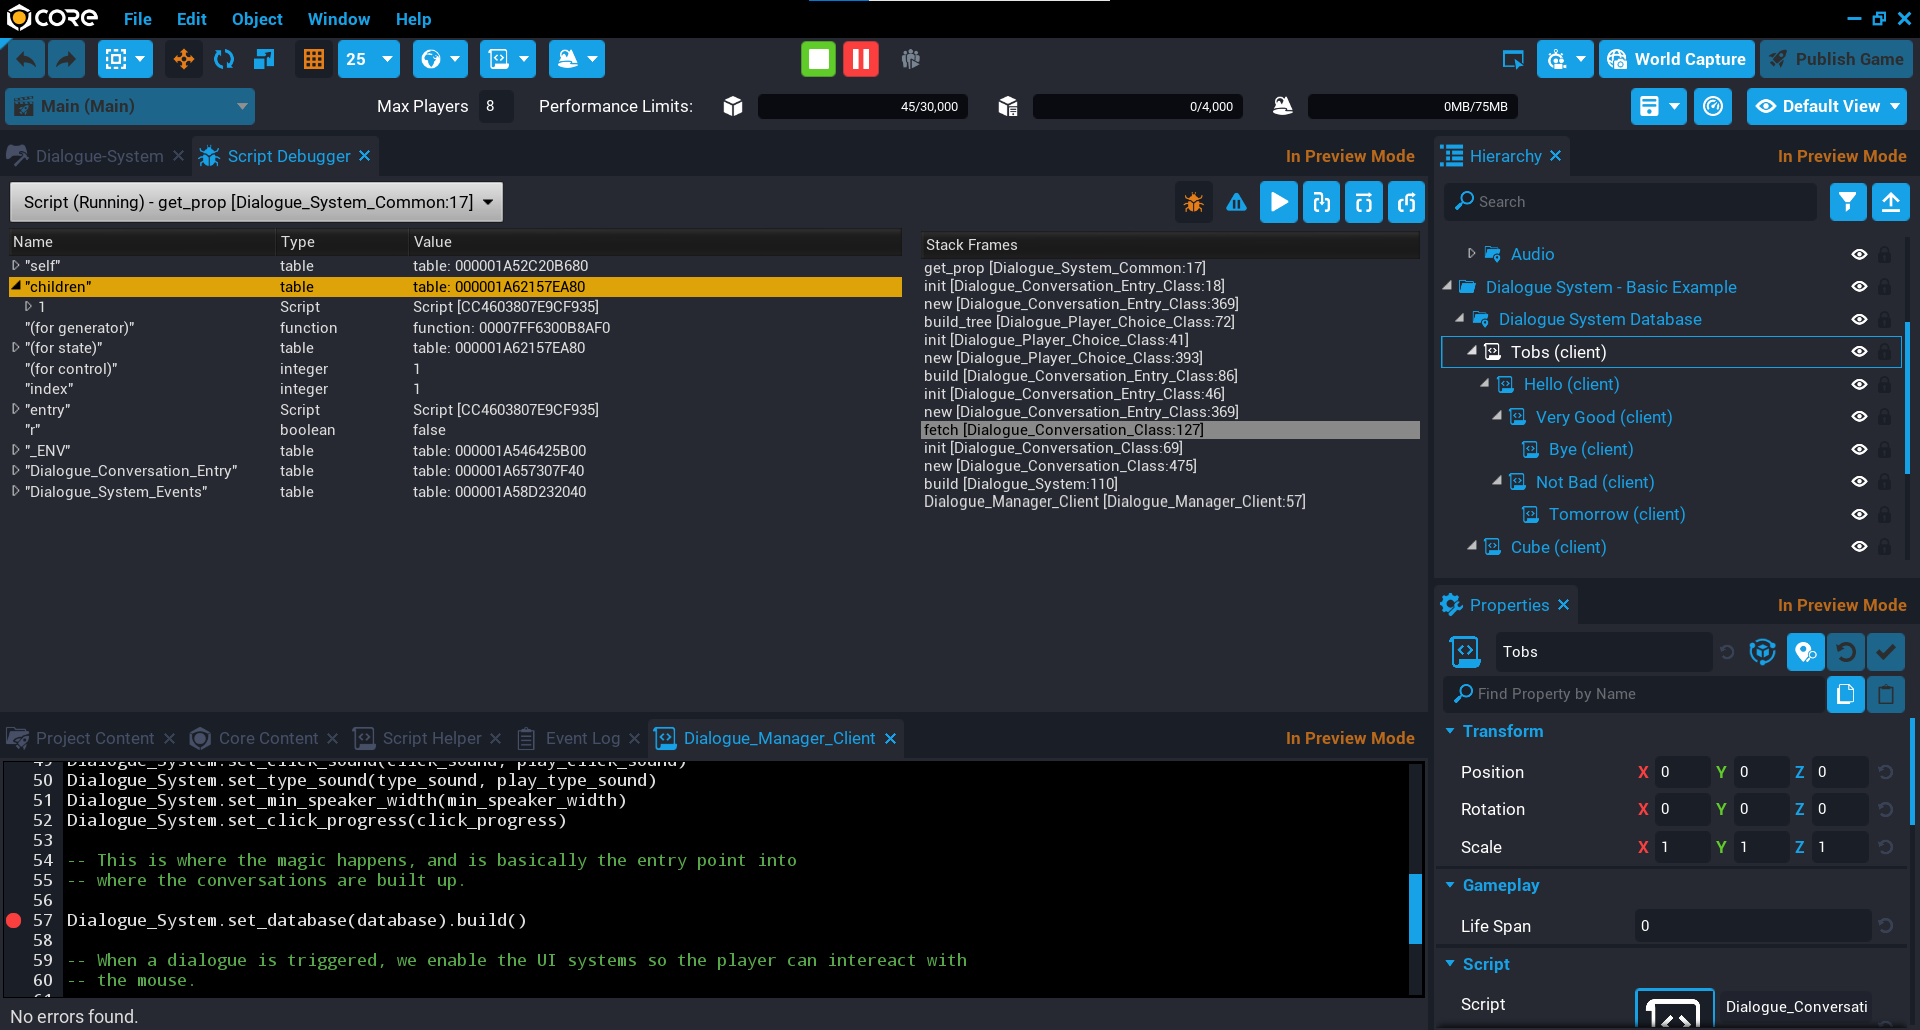 CORE File Edit Object Window Help
25 World Capture Publish Game
Main (Main) Max Players 8 Performance Limits: 45/30,000 0/4,000 0MB/75MB Default View
Dialogue-System Script Debugger In Preview Mode
Script (Running) - get_prop [Dialogue_System_Common:17]
Name Type Value
"self" table table: 000001A52C20B680
"children" table table: 000001A62157EA80
1 Script Script [CC4603807E9CF935]
"(for generator)" function function: 00007FF6300B8AF0
"(for state)" table table: 000001A62157EA80
"(for control)" integer 1
"index" integer 1
"entry" Script Script [CC4603807E9CF935]
"r" boolean false
"_ENV" table table: 000001A546425B00
"Dialogue_Conversation_Entry" table table: 000001A657307F40
"Dialogue_System_Events" table table: 000001A58D232040
Stack Frames
get_prop [Dialogue_System_Common:17]
init [Dialogue_Conversation_Entry_Class:18]
new [Dialogue_Conversation_Entry_Class:369]
build_tree [Dialogue_Player_Choice_Class:72]
init [Dialogue_Player_Choice_Class:41]
new [Dialogue_Player_Choice_Class:393]
build [Dialogue_Conversation_Entry_Class:86]
init [Dialogue_Conversation_Entry_Class:46]
new [Dialogue_Conversation_Entry_Class:369]
fetch [Dialogue_Conversation_Class:127]
init [Dialogue_Conversation_Class:69]
new [Dialogue_Conversation_Class:475]
build [Dialogue_System:110]
Dialogue_Manager_Client [Dialogue_Manager_Client:57]
Project Content Core Content Script Helper Event Log Dialogue_Manager_Client In Preview Mode
49 Dialogue_System.set_click_sound(click_sound, play_click_sound)
50 Dialogue_System.set_type_sound(type_sound, play_type_sound)
51 Dialogue_System.set_min_speaker_width(min_speaker_width)
52 Dialogue_System.set_click_progress(click_progress)
53
54 -- This is where the magic happens, and is basically the entry point into
55 -- where the conversations are built up.
56
57 Dialogue_System.set_database(database).build()
58
59 -- When a dialogue is triggered, we enable the UI systems so the player can intereact with
60 -- the mouse.
61
No errors found.
Hierarchy In Preview Mode
Search
Audio
Dialogue System - Basic Example
Dialogue System Database
Tobs (client)
Hello (client)
Very Good (client)
Bye (client)
Not Bad (client)
Tomorrow (client)
Cube (client)
Properties In Preview Mode
Tobs
Find Property by Name
Transform
Position X 0 Y 0 Z 0
Rotation X 0 Y 0 Z 0
Scale X 1 Y 1 Z 1
Gameplay
Life Span 0
Script
Script Dialogue_Conversati